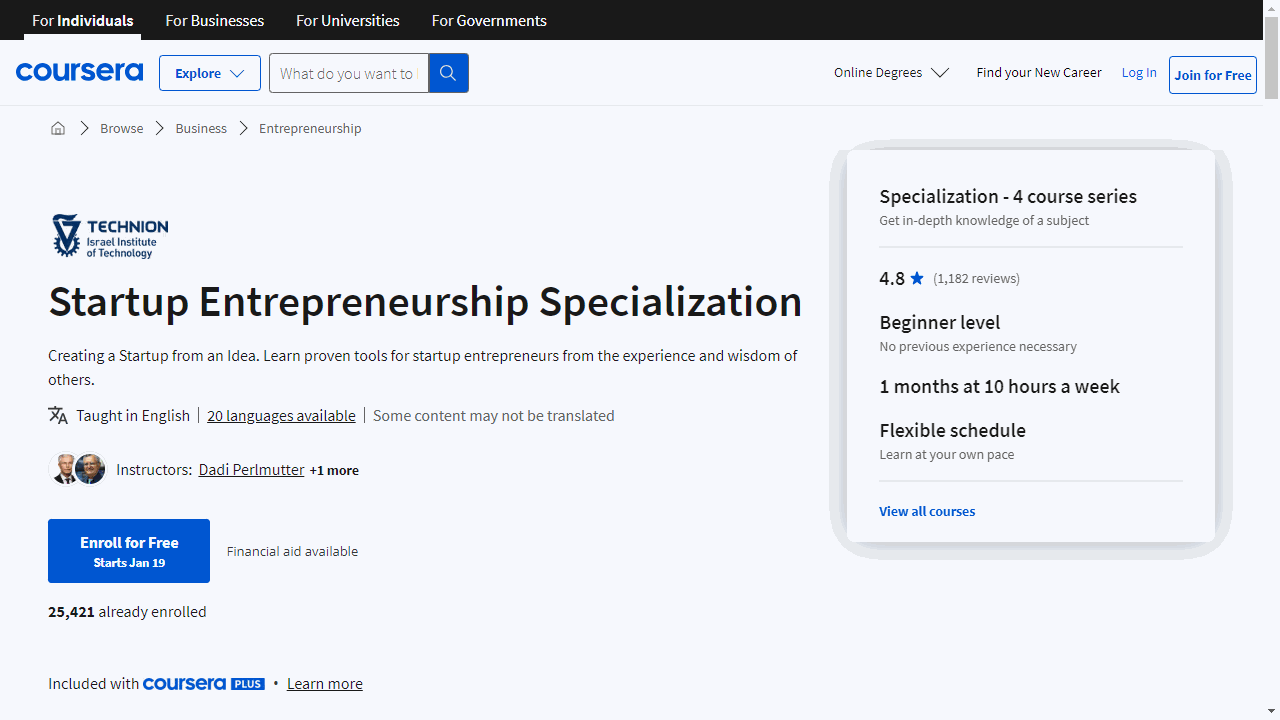 For Individuals
For Businesses
For Universities
For Governments
coursera
Explore
What do you want to
Online Degrees
Find your New Career
Log In
Join for Free
Browse
Business
Entrepreneurship
TECHNION
Israel Institute
of Technology
Startup Entrepreneurship Specialization
Creating a Startup from an Idea. Learn proven tools for startup entrepreneurs from the experience and wisdom of
others.
Taught in English
20 languages available
Some content may not be translated
Instructors: Dadi Perlmutter +1 more
Enroll for Free
Starts Jan 19
Financial aid available
25,421 already enrolled
Included with coursera PLUS • Learn more
Specialization - 4 course series
Get in-depth knowledge of a subject
4.8 (1,182 reviews)
Beginner level
No previous experience necessary
1 months at 10 hours a week
Flexible schedule
Learn at your own pace
View all courses